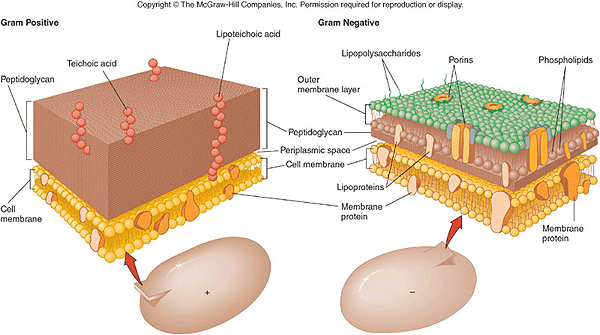 Copyright © The McGraw-Hill Companies, Inc. Permission required for reproduction or display.
Gram Positive
Lipoteichoic acid
Teichoic acid
Peptidoglycan
Cell
membrane
Gram Negative
Lipopolysaccharides
Porins
Phospholipids
Outer
membrane layer
Peptidoglycan
Periplasmic space
Cell membrane
Lipoproteins
Membrane
protein
Membrane
protein
+
−